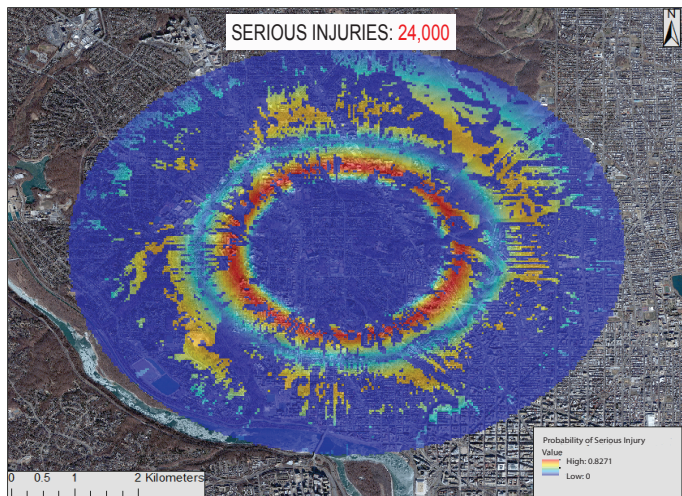 SERIOUS INJURIES: 24,000
N
Probability of Serious Injury
Value
High: 0.8271
Low: 0
0 0.5 1 2 Kilometers